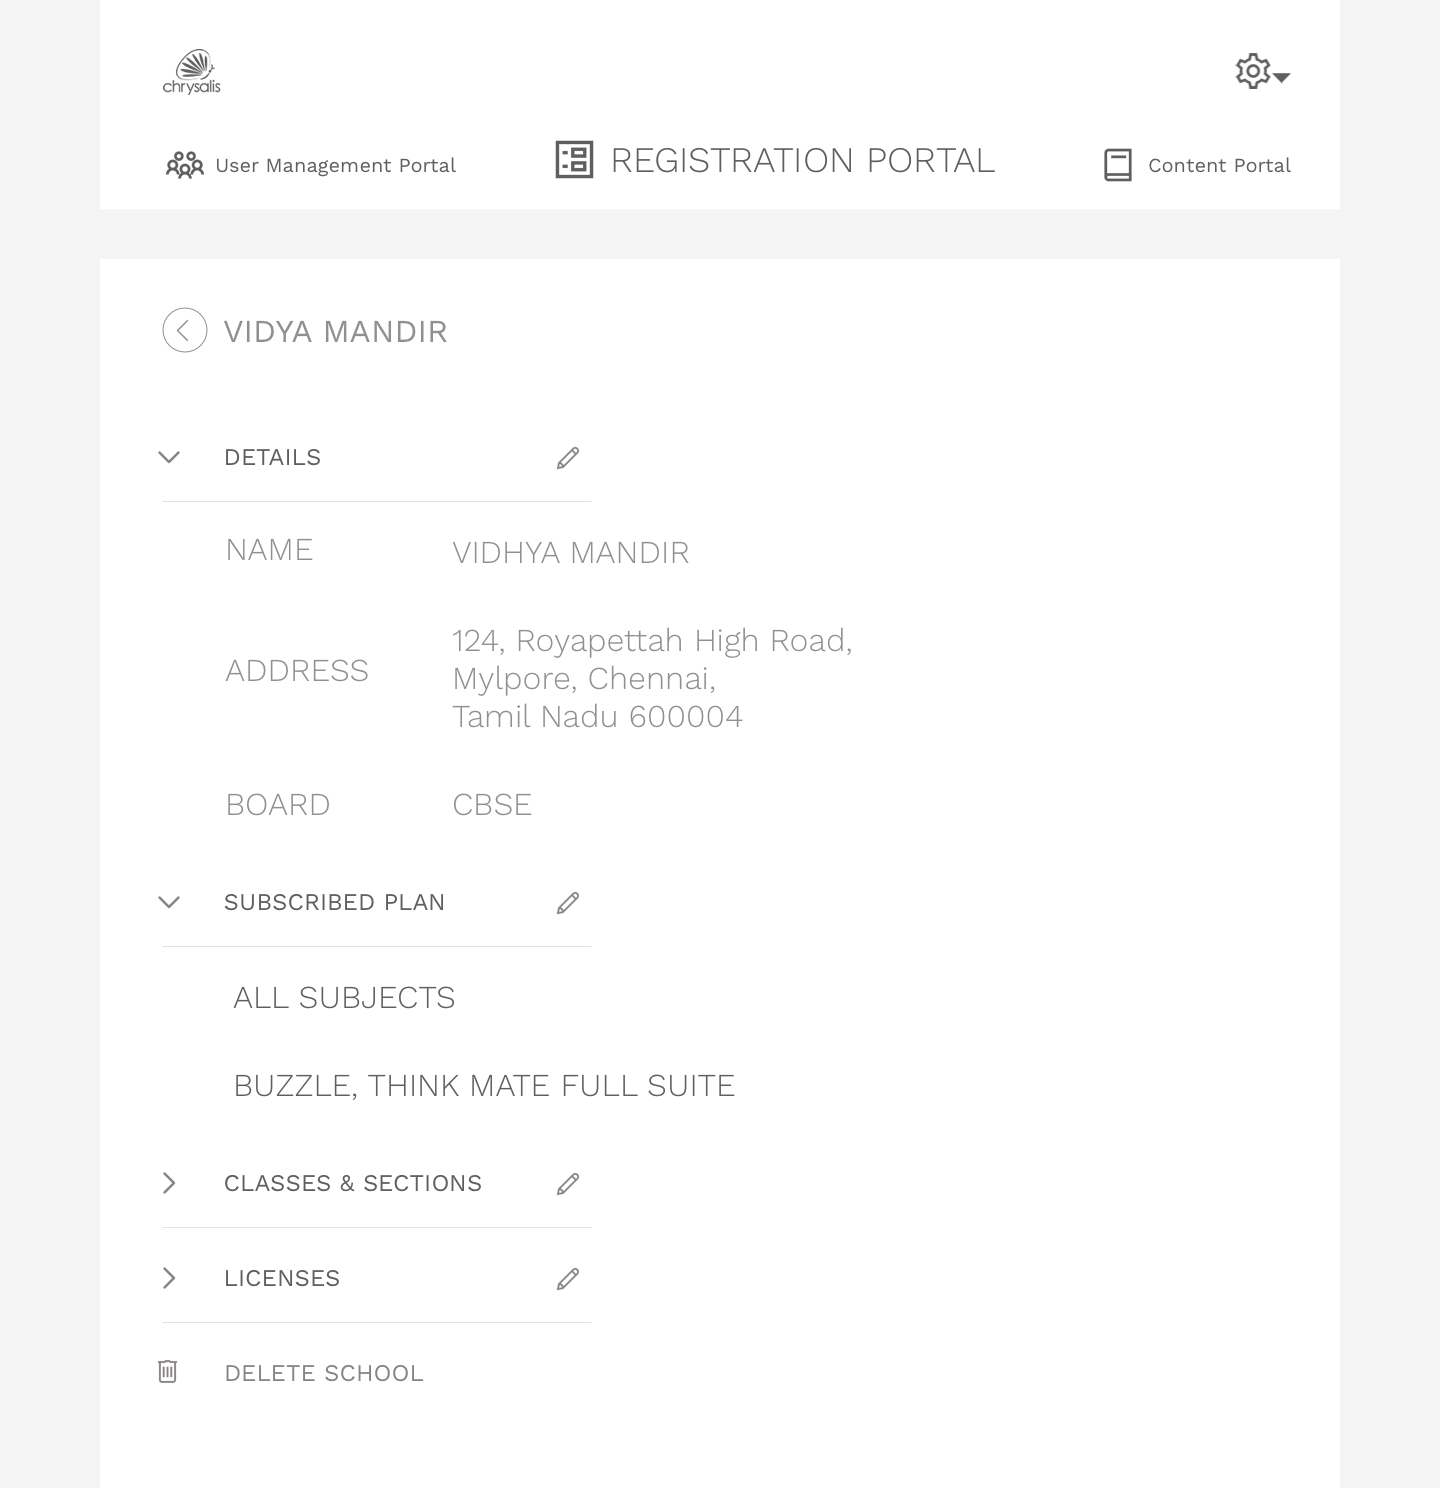 chrysalis
User Management Portal
REGISTRATION PORTAL
Content Portal
VIDYA MANDIR
DETAILS
NAME
VIDHYA MANDIR
ADDRESS
124, Royapettah High Road,
Mylpore, Chennai,
Tamil Nadu 600004
BOARD
CBSE
SUBSCRIBED PLAN
ALL SUBJECTS
BUZZLE, THINK MATE FULL SUITE
CLASSES & SECTIONS
LICENSES
DELETE SCHOOL